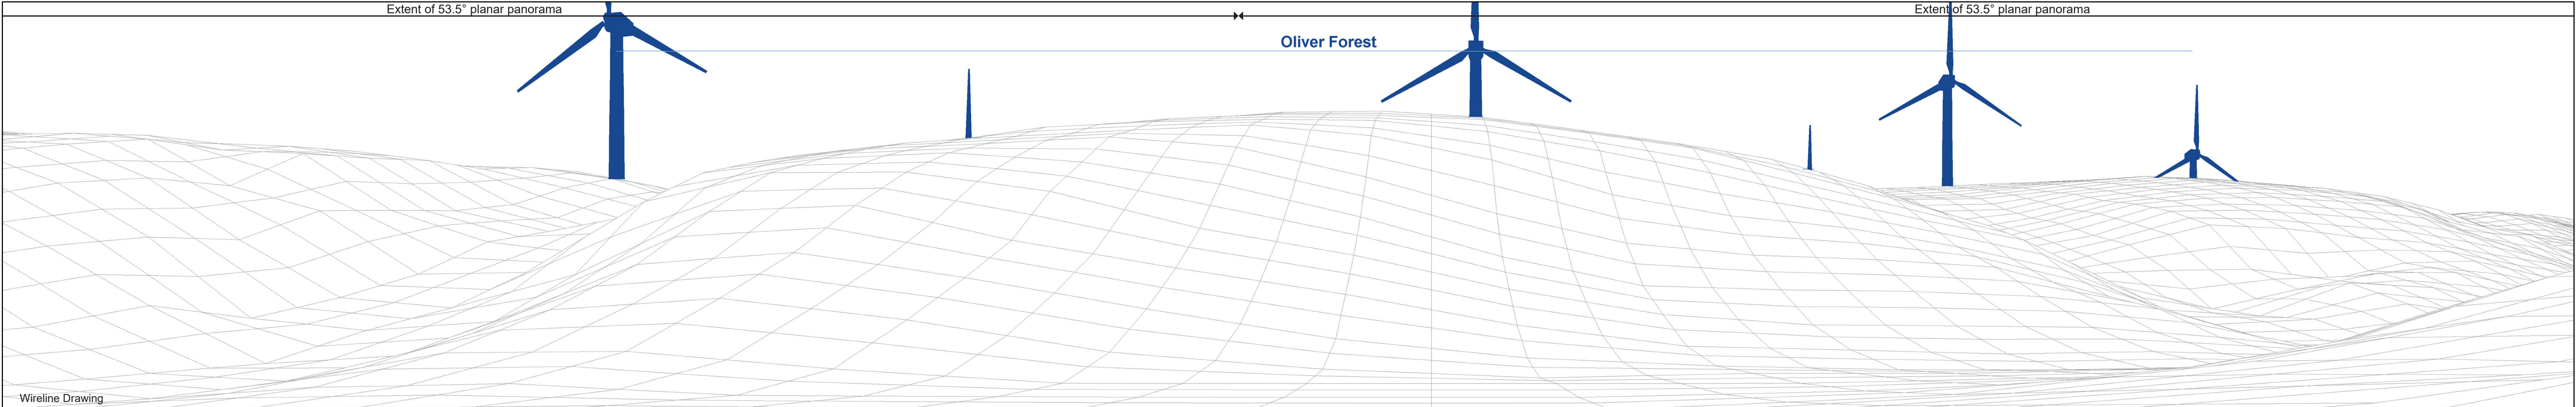 Extent of 53.5° planar panorama
Extent of 53.5° planar panorama
Oliver Forest
Wireline Drawing